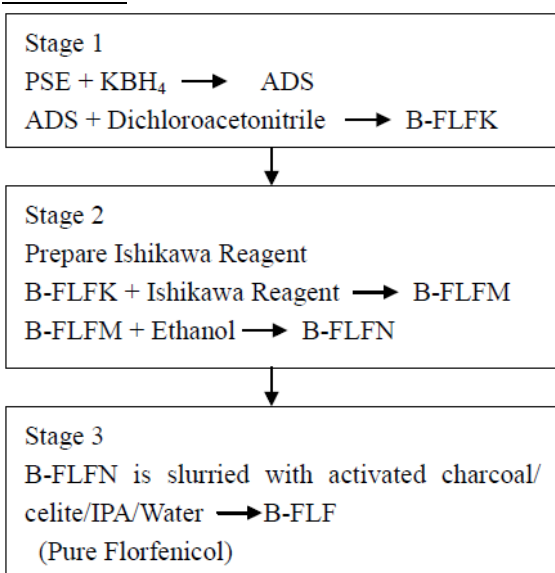 Stage 1
PSE + KBH₄ → ADS
ADS + Dichloroacetonitrile → B-FLFK
Stage 2
Prepare Ishikawa Reagent
B-FLFK + Ishikawa Reagent → B-FLFM
B-FLFM + Ethanol → B-FLFN
Stage 3
B-FLFN is slurried with activated charcoal/
celite/IPA/Water → B-FLF
(Pure Florfenicol)